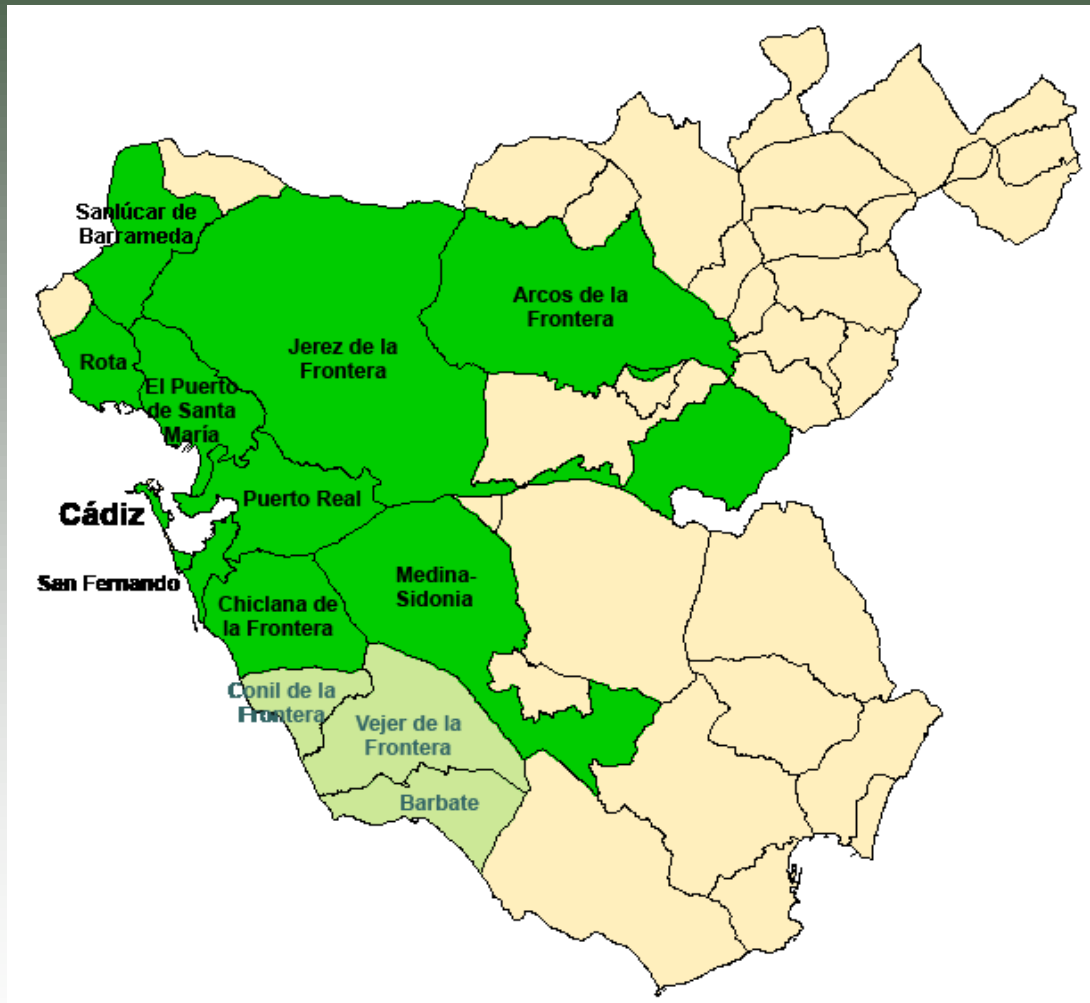 Sanlúcar de
Barrameda
Arcos de la
Frontera
Jerez de la
Frontera
Rota
El Puerto
de Santa
María
Puerto Real
Cádiz
San Fernando
Medina-
Sidonia
Chiclana de
la Frontera
Conil de la
Frontera
Vejer de la
Frontera
Barbate